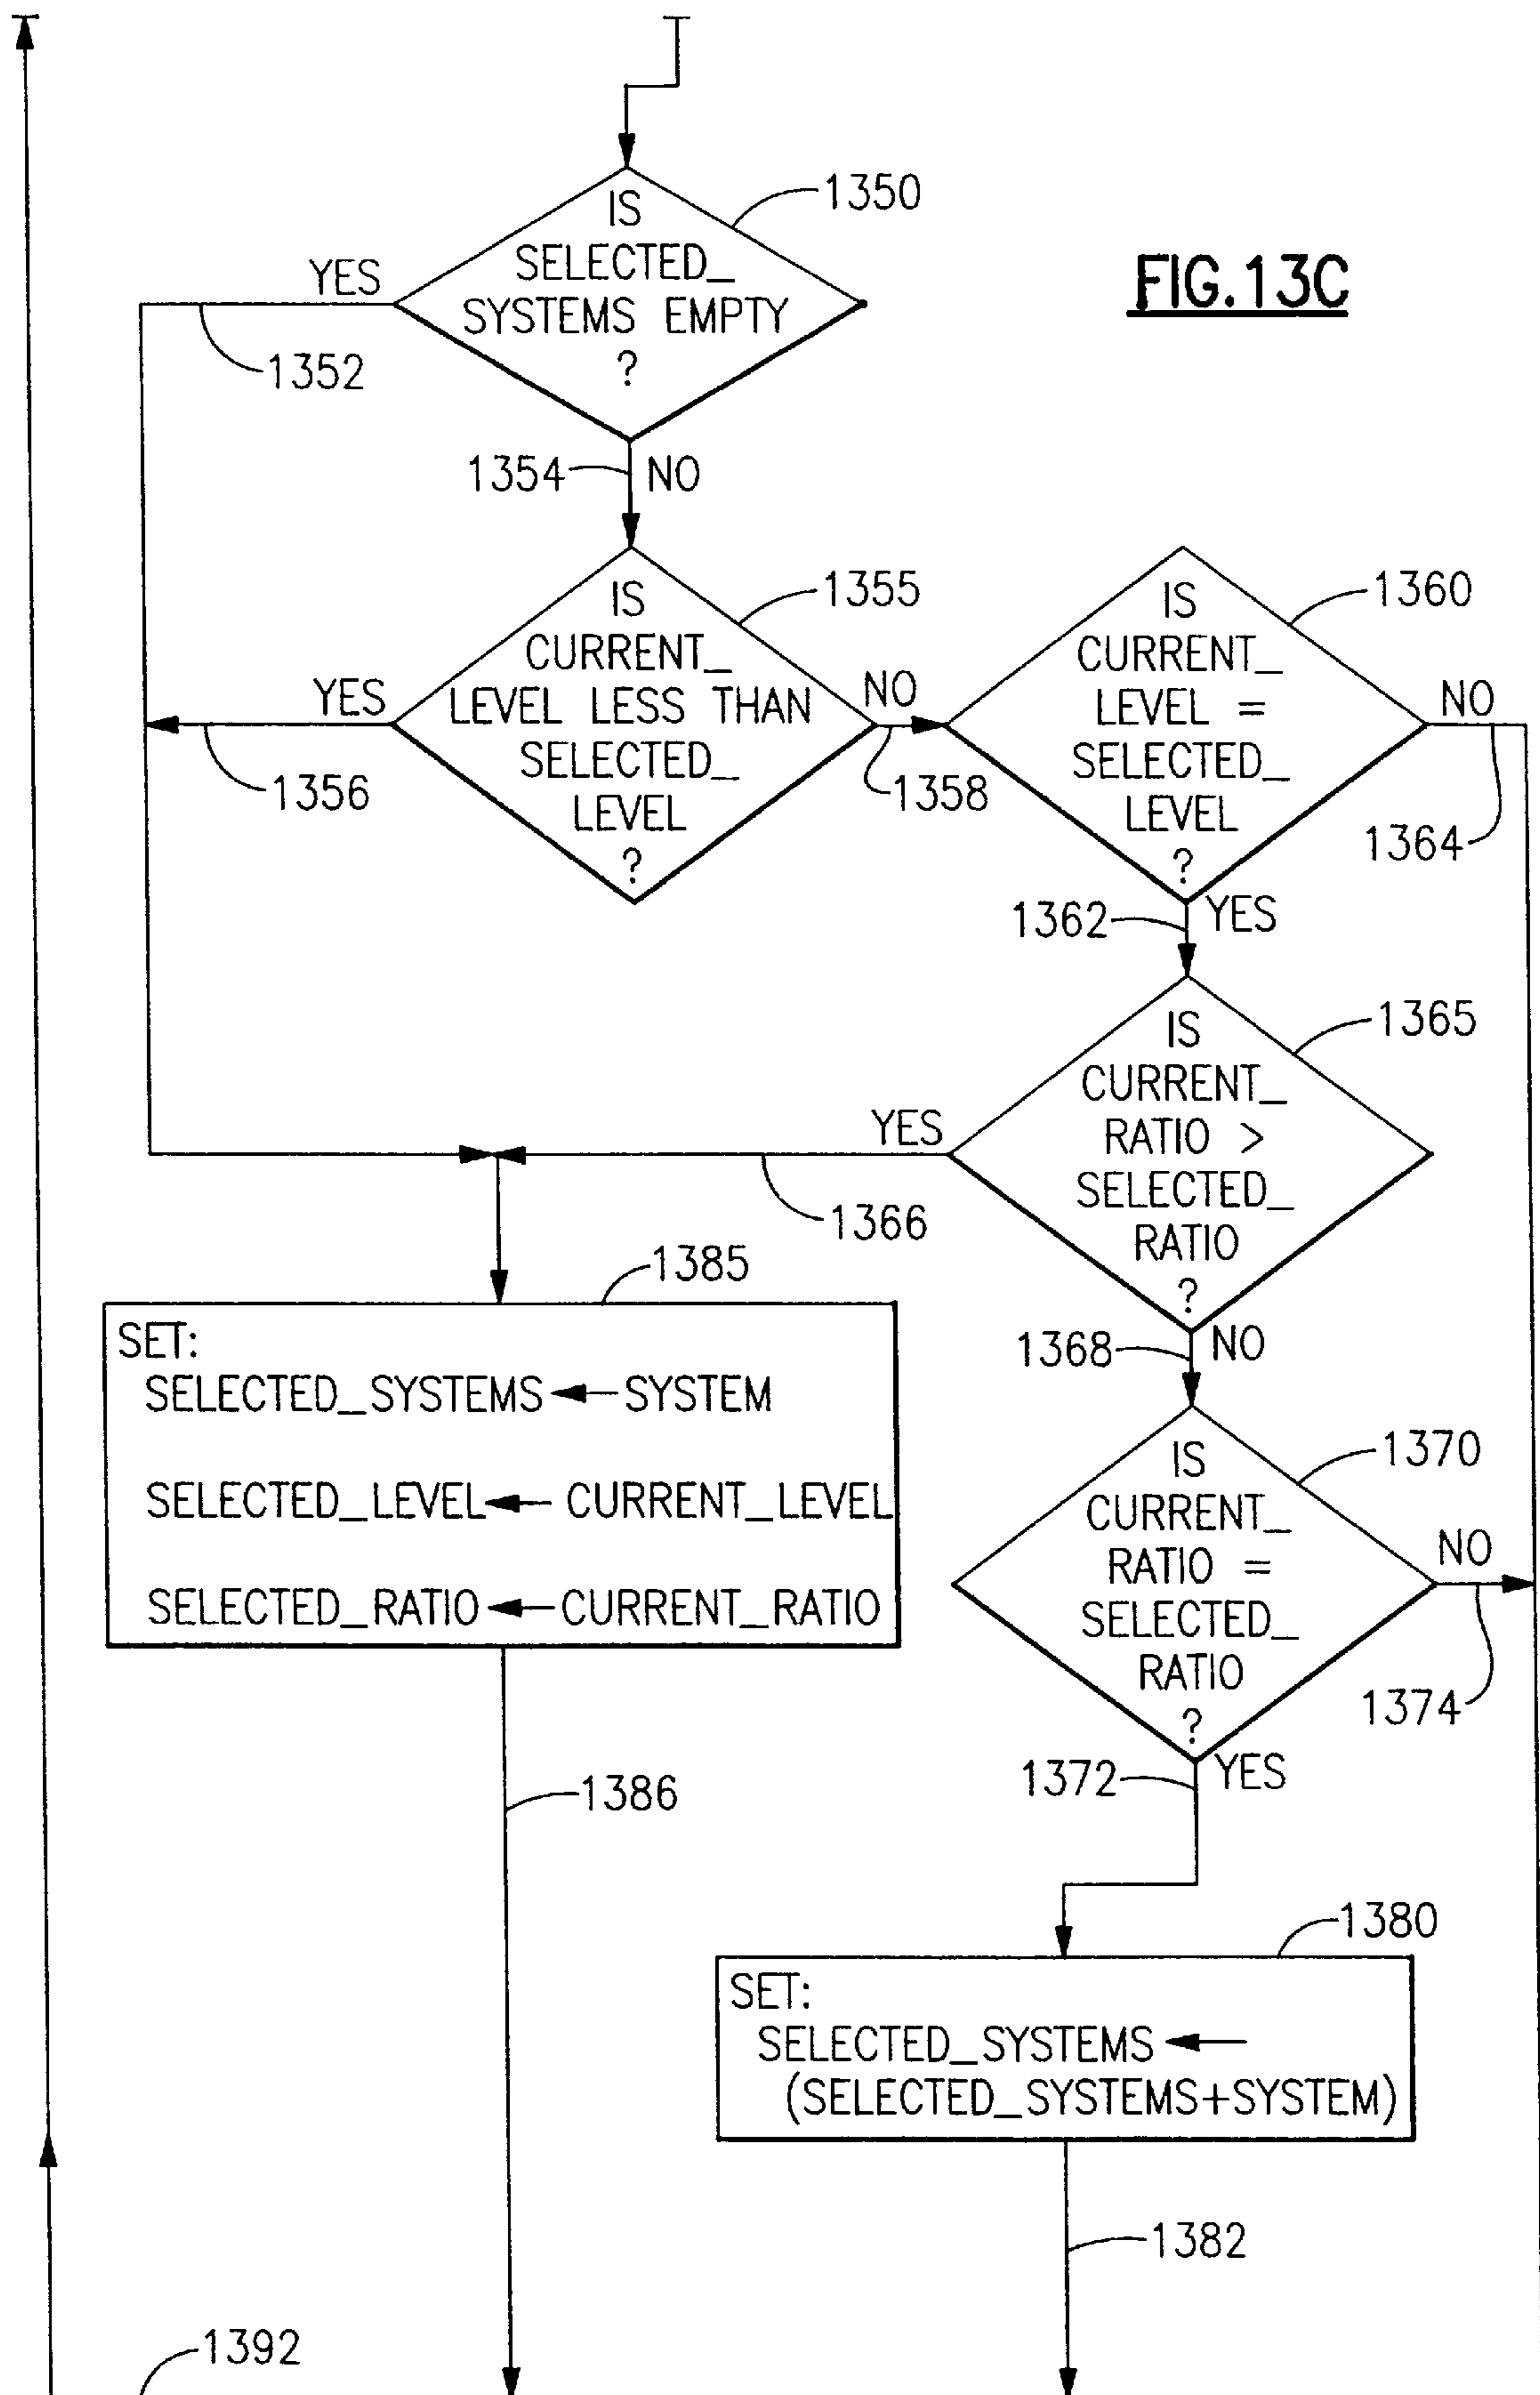 FIG.13C
IS
SELECTED_
SYSTEMS EMPTY
?
1350
YES
1352
1354
NO
IS
CURRENT_
LEVEL LESS THAN
SELECTED_
LEVEL
?
1355
YES
1356
NO
1358
IS
CURRENT_
LEVEL =
SELECTED_
LEVEL
?
1360
NO
1364
1362
YES
IS
CURRENT_
RATIO >
SELECTED_
RATIO
?
1365
YES
1366
1368
NO
1385
SET:
SELECTED_SYSTEMS ← SYSTEM
SELECTED_LEVEL ← CURRENT_LEVEL
SELECTED_RATIO ← CURRENT_RATIO
1386
IS
CURRENT_
RATIO =
SELECTED_
RATIO
?
1370
NO
1374
1372
YES
1380
SET:
SELECTED_SYSTEMS ←
(SELECTED_SYSTEMS+SYSTEM)
1382
1392